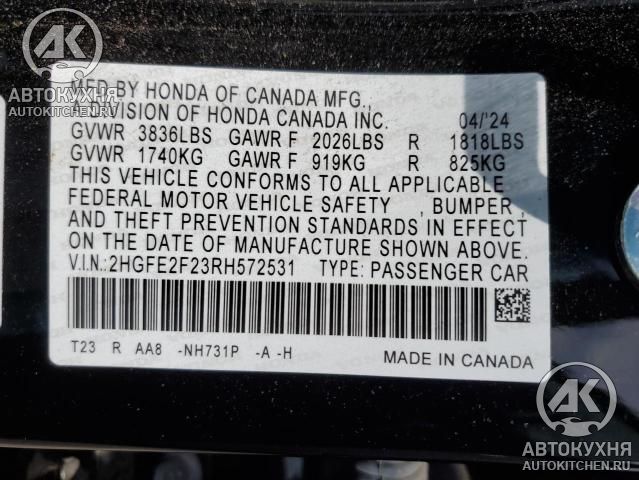 АК
АВТОКУХНЯ
AUTOKITCHEN.RU
MFD BY HONDA OF CANADA MFG.,
A DIVISION OF HONDA CANADA INC. 04/'24
GVWR 3836LBS GAWR F 2026LBS R 1818LBS
GVWR 1740KG GAWR F 919KG R 825KG
THIS VEHICLE CONFORMS TO ALL APPLICABLE
FEDERAL MOTOR VEHICLE SAFETY , BUMPER ,
AND THEFT PREVENTION STANDARDS IN EFFECT
ON THE DATE OF MANUFACTURE SHOWN ABOVE.
V.I.N.:2HGFE2F23RH572531 TYPE: PASSENGER CAR
T23 R AA8 -NH731P -A -H MADE IN CANADA
АК
АВТОКУХНЯ
AUTOKITCHEN.RU